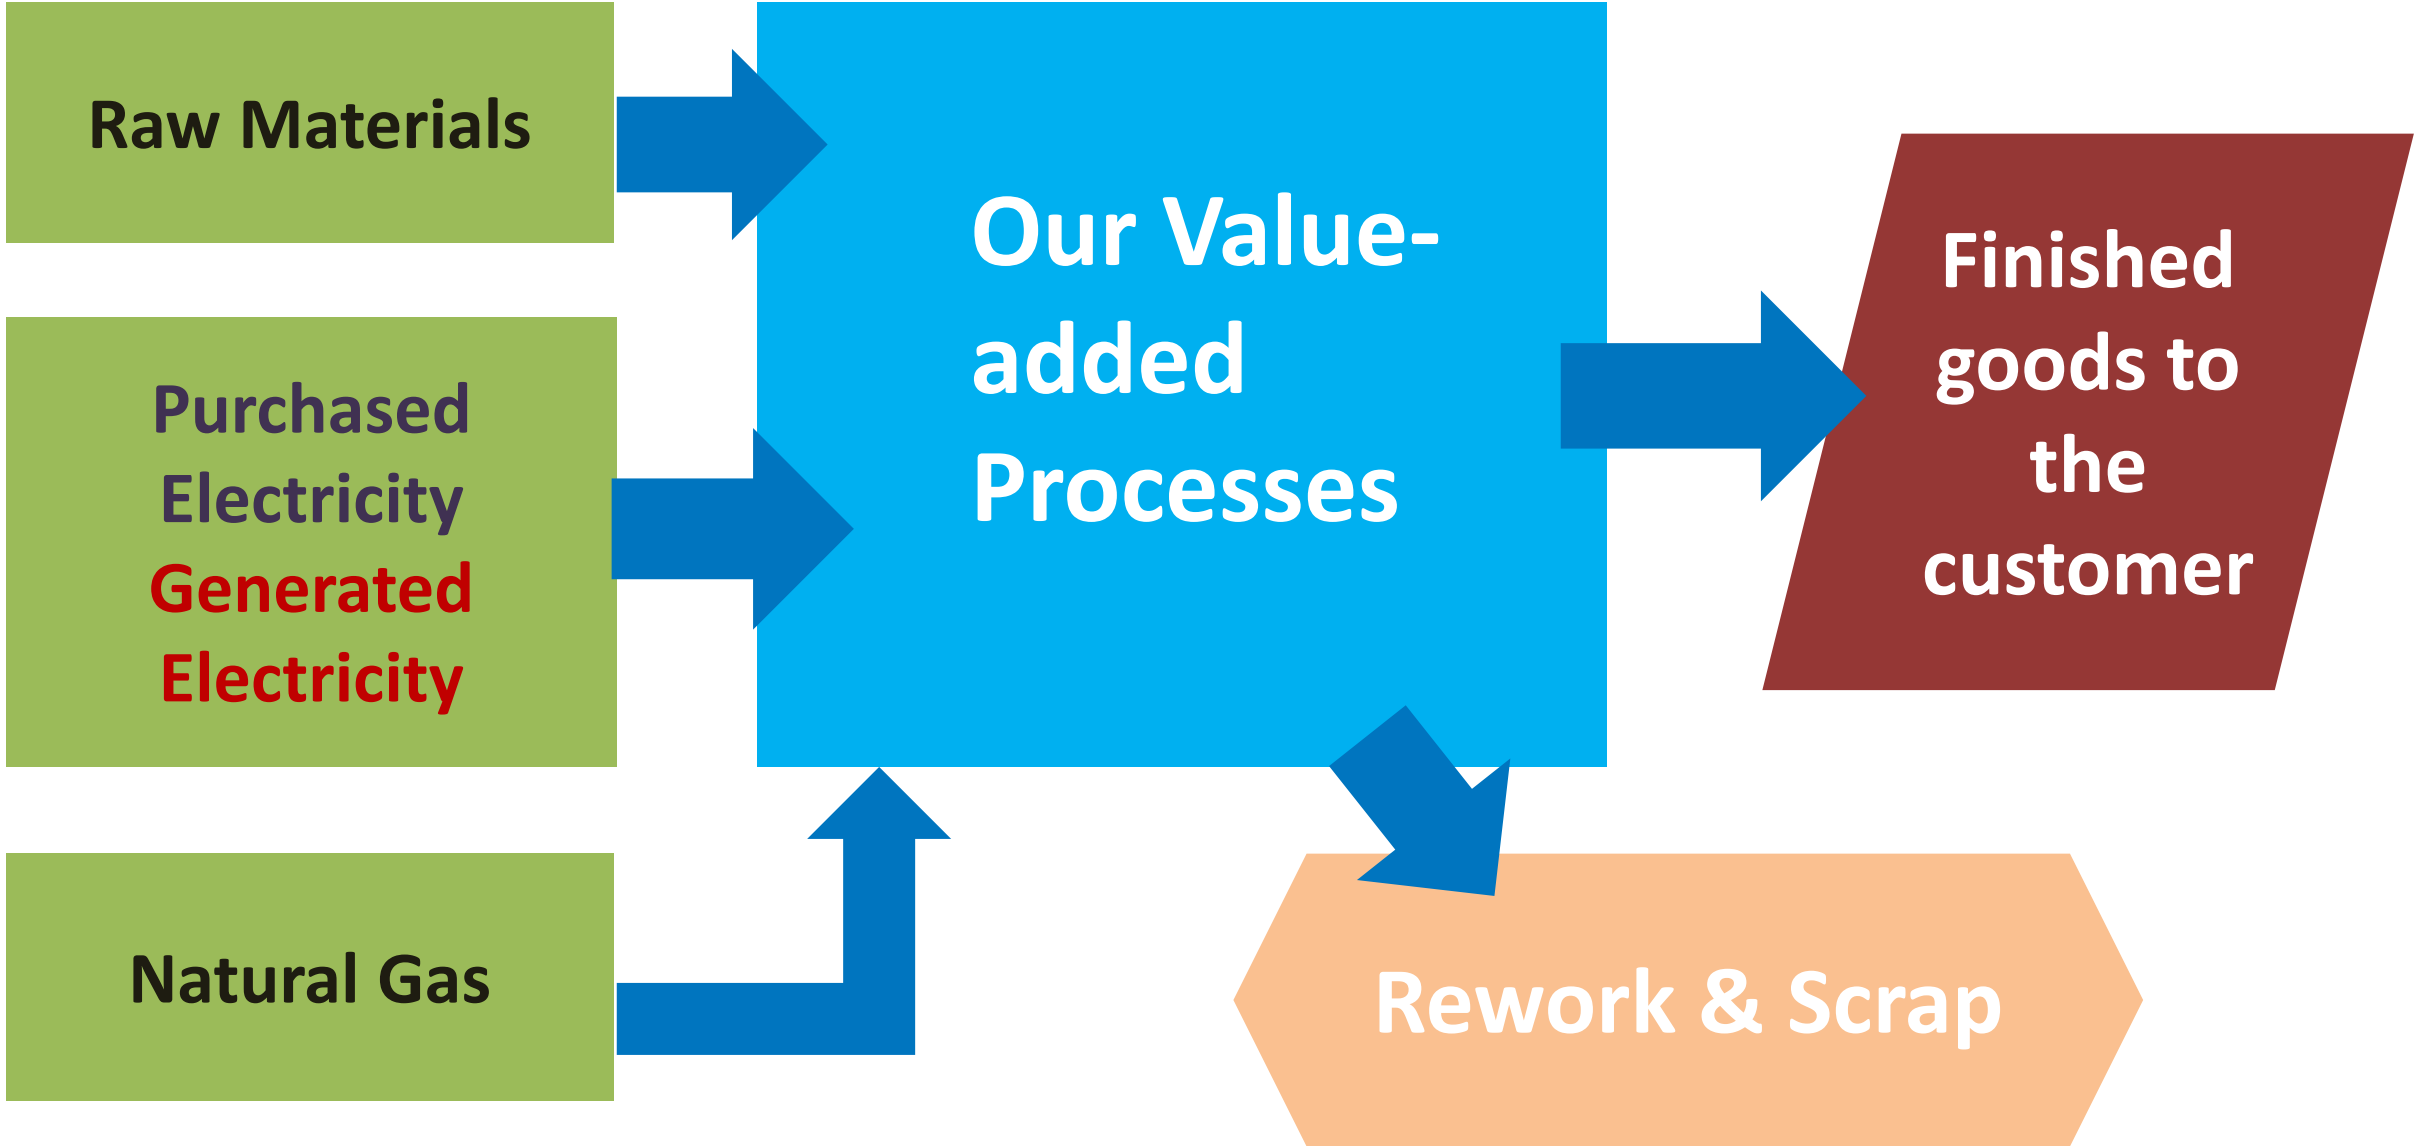 Raw Materials
Purchased
Electricity
Generated
Electricity
Natural Gas
Our Value-
added
Processes
Finished
goods to
the
customer
Rework & Scrap